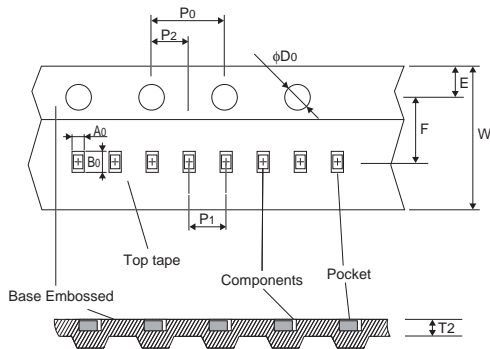 P0
P2
φD0
E
A0
B0
F
W
P1
Top tape
Components
Pocket
Base Embossed
T2